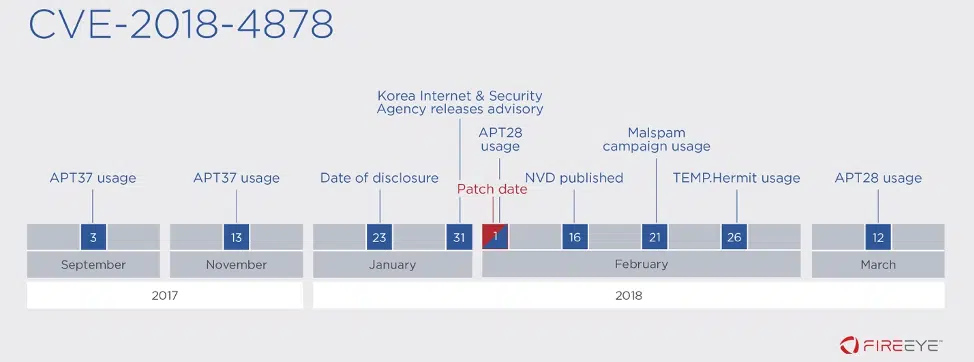 CVE-2018-4878
Korea Internet & Security
Agency releases advisory
APT28
usage
Malspam
campaign usage
APT37 usage
APT37 usage
Date of disclosure
Patch date
NVD published
TEMP.Hermit usage
APT28 usage
3
13
23
31
1
16
21
26
12
September
November
January
February
March
2017
2018
FIREEYE™